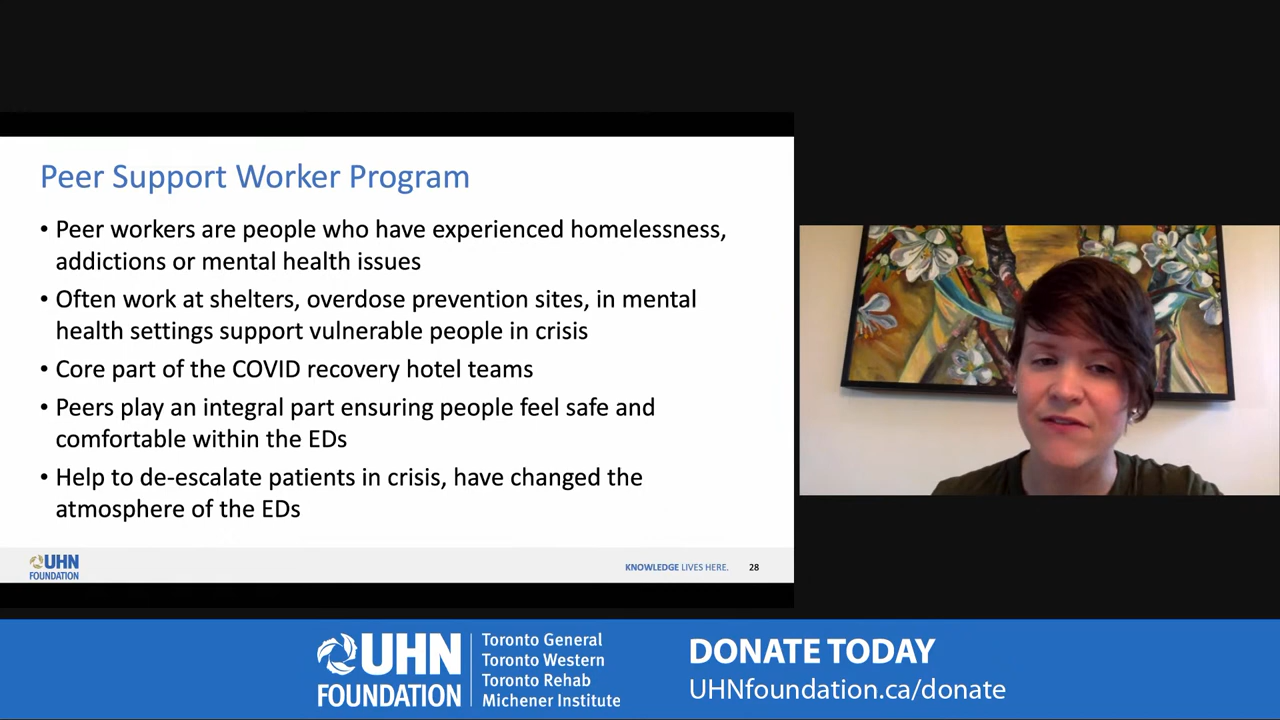 Peer Support Worker Program
• Peer workers are people who have experienced homelessness,
addictions or mental health issues
• Often work at shelters, overdose prevention sites, in mental
health settings support vulnerable people in crisis
• Core part of the COVID recovery hotel teams
• Peers play an integral part ensuring people feel safe and
comfortable within the EDs
• Help to de-escalate patients in crisis, have changed the
atmosphere of the EDs
UHN
FOUNDATION
KNOWLEDGE LIVES HERE. 28
UHN
FOUNDATION
Toronto General
Toronto Western
Toronto Rehab
Michener Institute
DONATE TODAY
UHNfoundation.ca/donate